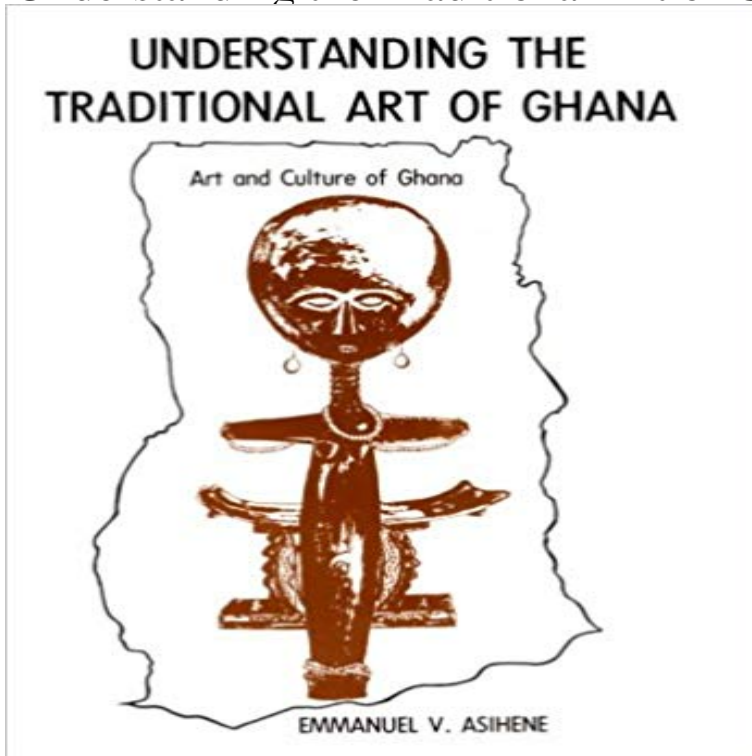 UNDERSTANDING THE
TRADITIONAL ART OF GHANA
Art and Culture of Ghana
EMMANUEL V. ASIHENE